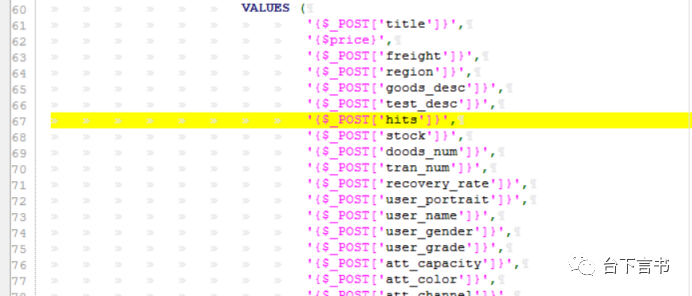 60 VALUES (
61 '{$_POST['title']}',
62 '{$price}',
63 '{$_POST['freight']}',
64 '{$_POST['region']}',
65 '{$_POST['goods_desc']}',
66 '{$_POST['test_desc']}',
67 '{$_POST['hits']}',
68 '{$_POST['stock']}',
69 '{$_POST['doods_num']}',
70 '{$_POST['tran_num']}',
71 '{$_POST['recovery_rate']}',
72 '{$_POST['user_portrait']}',
73 '{$_POST['user_name']}',
74 '{$_POST['user_gender']}',
75 '{$_POST['user_grade']}',
76 '{$_POST['att_capacity']}',
77 '{$_POST['att_color']}',
78 '{$_POST['att_channel']}',
台下言书